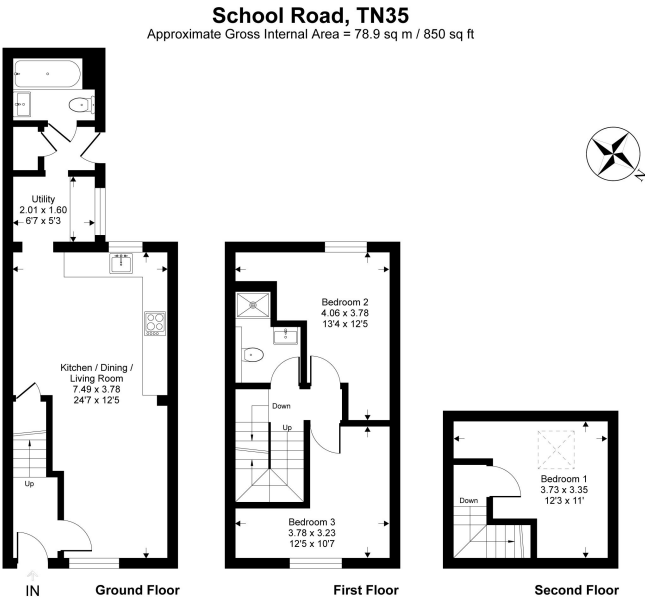 School Road, TN35
Approximate Gross Internal Area = 78.9 sq m / 850 sq ft
N
Utility
2.01 x 1.60
6'7 x 5'3
Kitchen / Dining /
Living Room
7.49 x 3.78
24'7 x 12'5
Up
IN
Ground Floor
Bedroom 2
4.06 x 3.78
13'4 x 12'5
Down
Up
Bedroom 3
3.78 x 3.23
12'5 x 10'7
First Floor
Bedroom 1
3.73 x 3.35
12'3 x 11'
Down
Second Floor